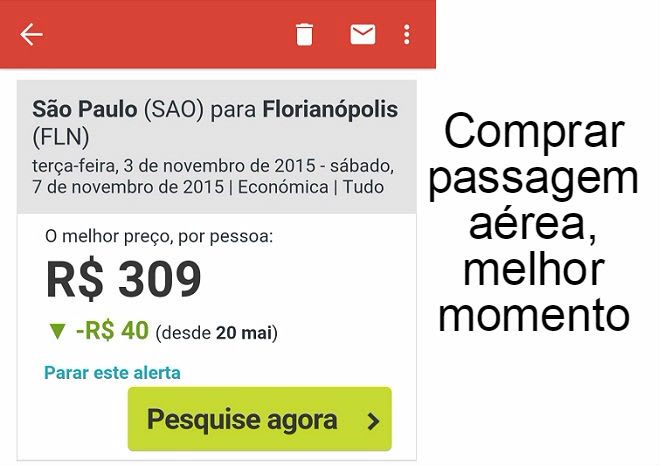 São Paulo (SAO) para Florianópolis
(FLN)
terça-feira, 3 de novembro de 2015 - sábado,
7 de novembro de 2015 | Económica | Tudo
O melhor preço, por pessoa:
R$ 309
▼ -R$ 40 (desde 20 mai)
Parar este alerta
Pesquise agora
Comprar
passagem
aérea,
melhor
momento